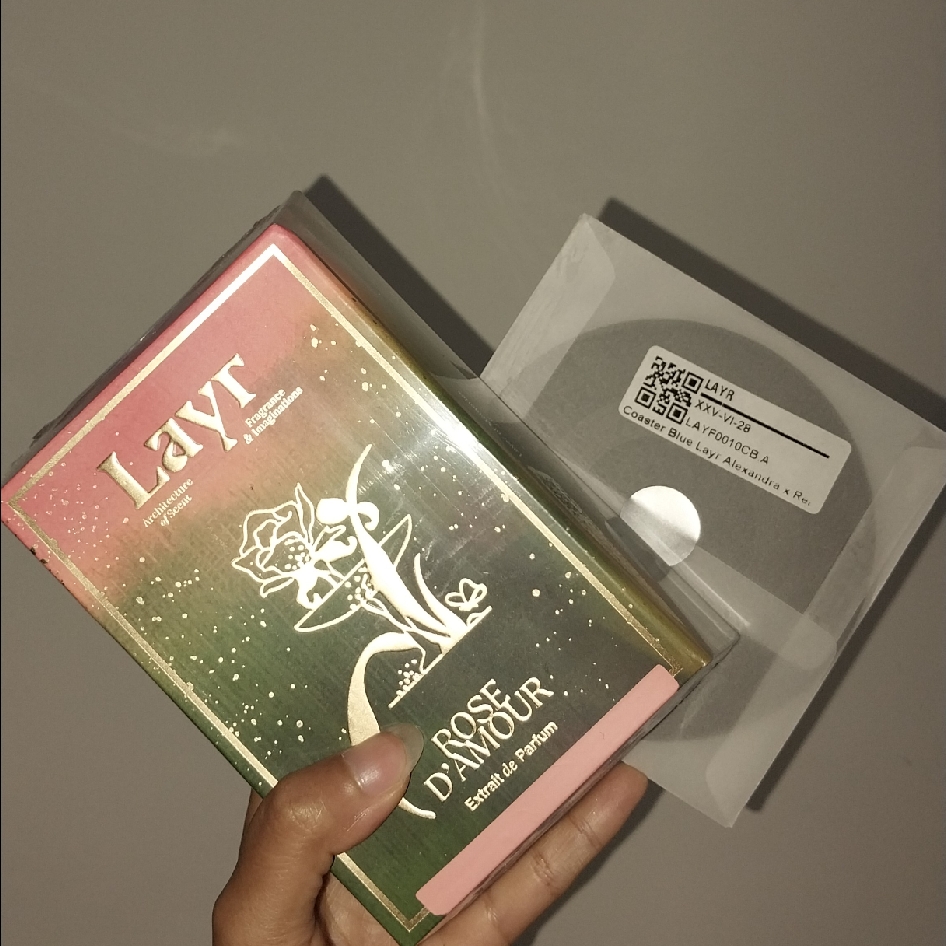 Layr
Architecture
of Scent
Fragrance
& Imaginations
ROSE
D'AMOUR
Extrait de Parfum
LAYR
XXV-VI-28
LAYF0010CB A
Coaster Blue Layr Alexandra x Re